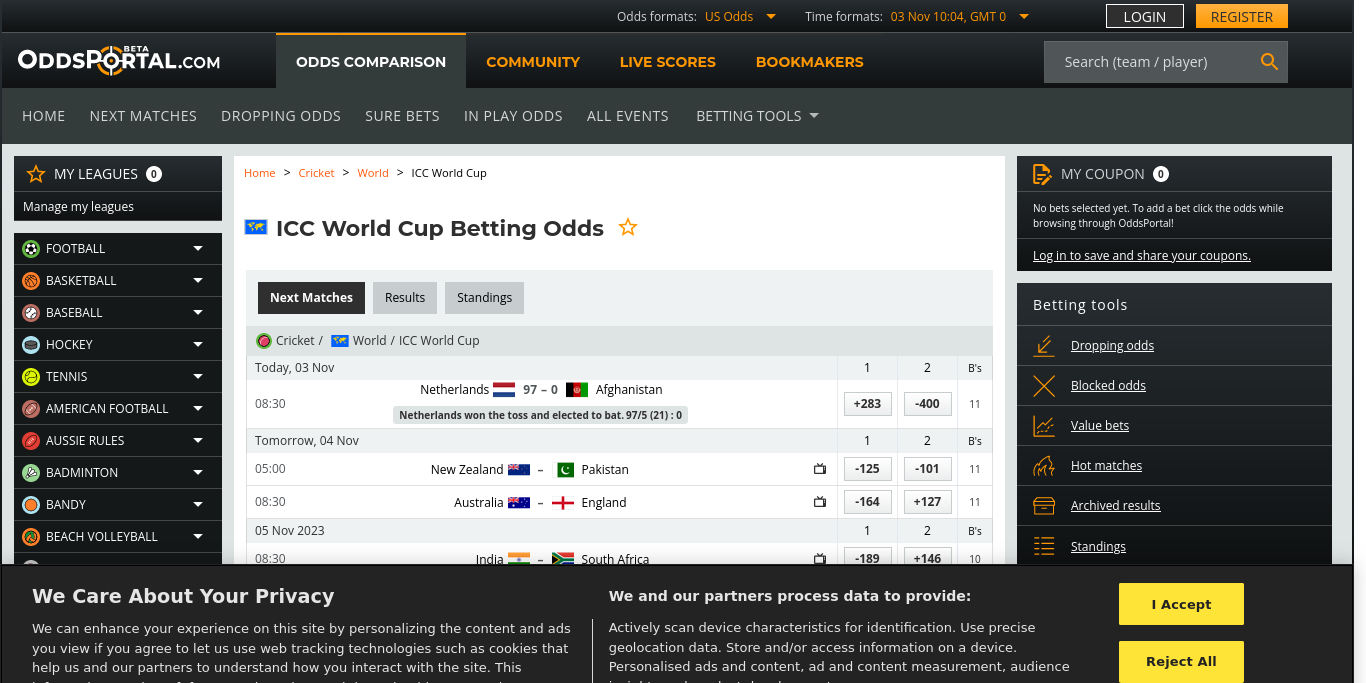 Odds formats: US Odds Time formats: 03 Nov 10:04, GMT 0 LOGIN REGISTER
ODDSPORTAL.COM BETA ODDS COMPARISON COMMUNITY LIVE SCORES BOOKMAKERS Search (team / player)
HOME NEXT MATCHES DROPPING ODDS SURE BETS IN PLAY ODDS ALL EVENTS BETTING TOOLS
MY LEAGUES 0
Manage my leagues
FOOTBALL
BASKETBALL
BASEBALL
HOCKEY
TENNIS
AMERICAN FOOTBALL
AUSSIE RULES
BADMINTON
BANDY
BEACH VOLLEYBALL
Home > Cricket > World > ICC World Cup
ICC World Cup Betting Odds
Next Matches Results Standings
Cricket / World / ICC World Cup
Today, 03 Nov 1 2 B's
Netherlands 97 – 0 Afghanistan
08:30 +283 -400 11
Netherlands won the toss and elected to bat. 97/5 (21) : 0
Tomorrow, 04 Nov 1 2 B's
05:00 New Zealand – Pakistan -125 -101 11
08:30 Australia – England -164 +127 11
05 Nov 2023 1 2 B's
08:30 India – South Africa -189 +146 10
MY COUPON 0
No bets selected yet. To add a bet click the odds while
browsing through OddsPortal!
Log in to save and share your coupons.
Betting tools
Dropping odds
Blocked odds
Value bets
Hot matches
Archived results
Standings
We Care About Your Privacy
We can enhance your experience on this site by personalizing the content and ads
you view if you agree to let us use web tracking technologies such as cookies that
help us and our partners to understand how you interact with the site. This
We and our partners process data to provide:
Actively scan device characteristics for identification. Use precise
geolocation data. Store and/or access information on a device.
Personalised ads and content, ad and content measurement, audience
I Accept
Reject All